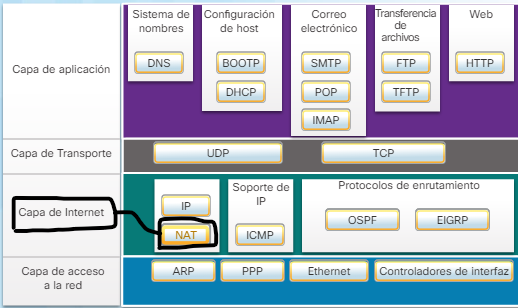 Sistema de
nombres
Configuración
de host
Correo
electrónico
Transferencia
de archivos
Web
Capa de aplicación
DNS
BOOTP
DHCP
SMTP
POP
IMAP
FTP
TFTP
HTTP
Capa de Transporte
UDP
TCP
Capa de Internet
IP
NAT
Soporte de
IP
ICMP
Protocolos de enrutamiento
OSPF
EIGRP
Capa de acceso
a la red
ARP
PPP
Ethernet
Controladores de interfaz